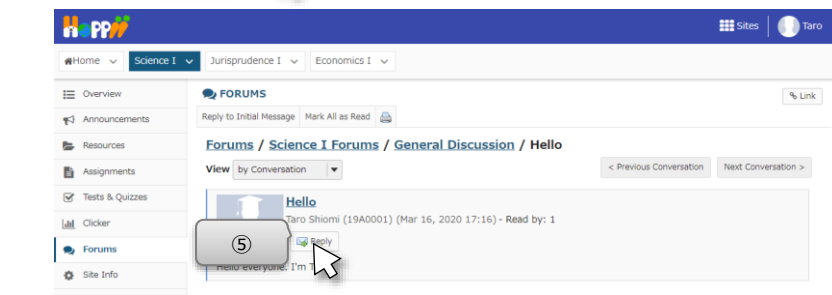 HOPPII
Sites Taro
Home Science I Jurisprudence I Economics I
Overview
Announcements
Resources
Assignments
Tests & Quizzes
Clicker
Forums
Site Info
FORUMS
Link
Reply to Initial Message Mark All as Read
Forums / Science I Forums / General Discussion / Hello
View by Conversation
< Previous Conversation Next Conversation >
Hello
Taro Shiomi (19A0001) (Mar 16, 2020 17:16) - Read by: 1
⑤
Reply
Hello everyone. I'm